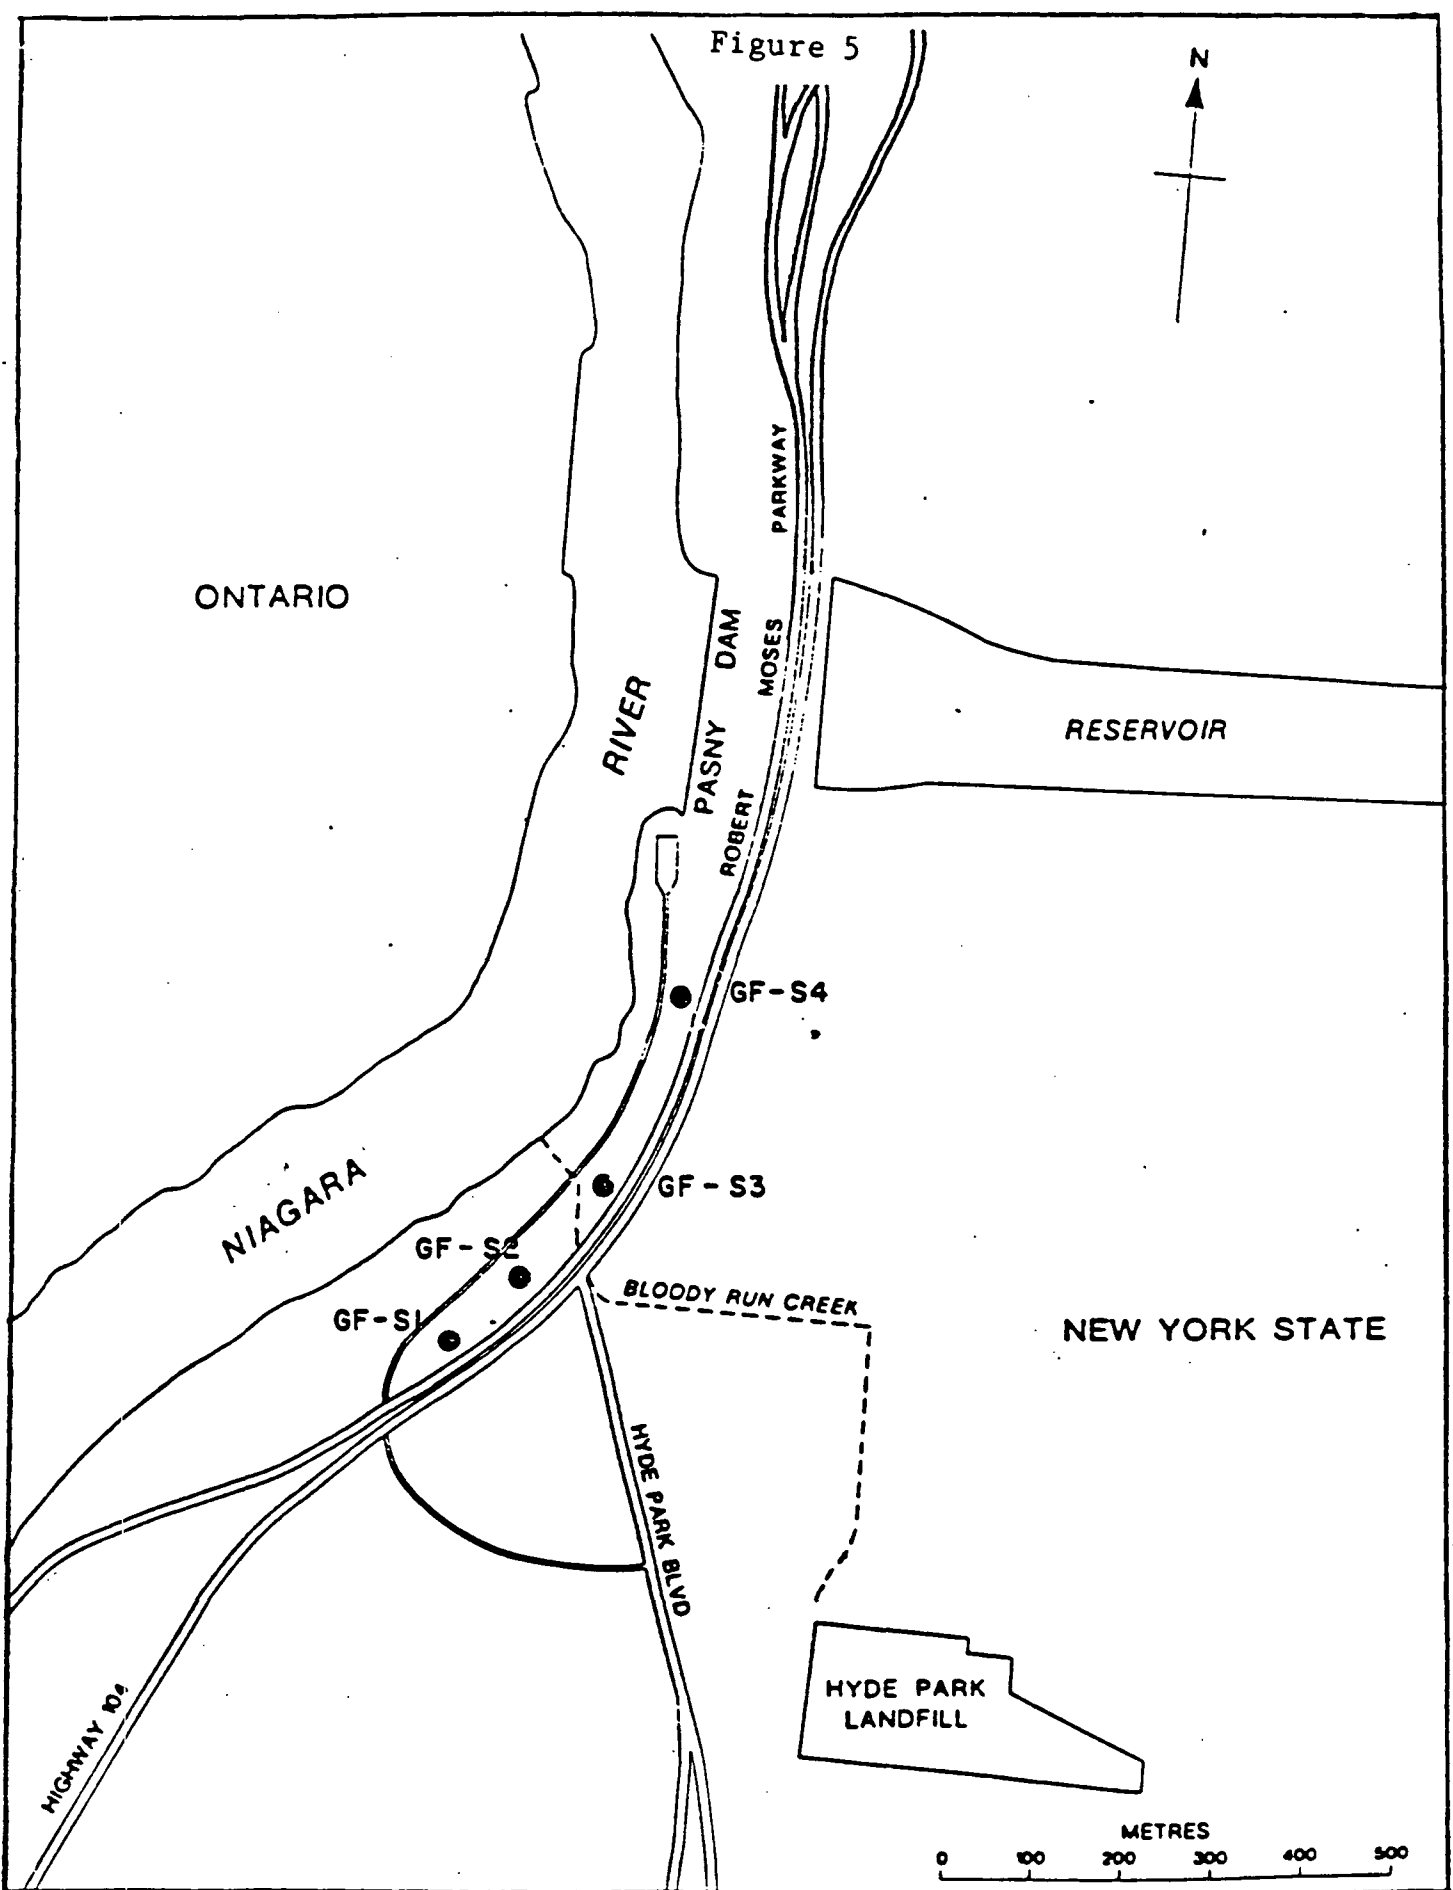 Figure 5
N
PARKWAY
ONTARIO
DAM
MOSES
RIVER
RESERVOIR
PASNY
ROBERT
GF-S4
NIAGARA
GF-S3
GF-S2
BLOODY RUN CREEK
GF-S1
NEW YORK STATE
HYDE PARK BLVD
HIGHWAY 104
HYDE PARK
LANDFILL
METRES
0 100 200 300 400 500